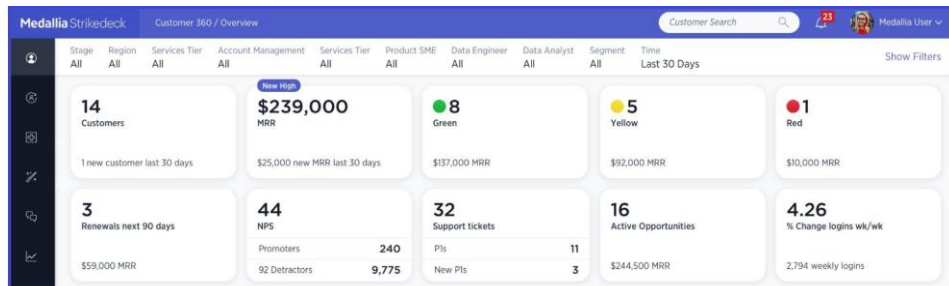 Medallia Strikedeck
Customer 360 / Overview
Customer Search
23
Medallia User
Stage Region Services Tier Account Management Services Tier Product SME Data Engineer Data Analyst Segment Time
All All All All All All All All All Last 30 Days
Show Filters
14
Customers
1 new customer last 30 days
New High
$239,000
MRR
$25,000 new MRR last 30 days
8
Green
$137,000 MRR
5
Yellow
$92,000 MRR
1
Red
$10,000 MRR
3
Renewals next 90 days
$59,000 MRR
44
NPS
Promoters 240
92 Detractors 9,775
32
Support tickets
P1s 11
New P1s 3
16
Active Opportunities
$244,500 MRR
4.26
% Change logins wk/wk
2,794 weekly logins